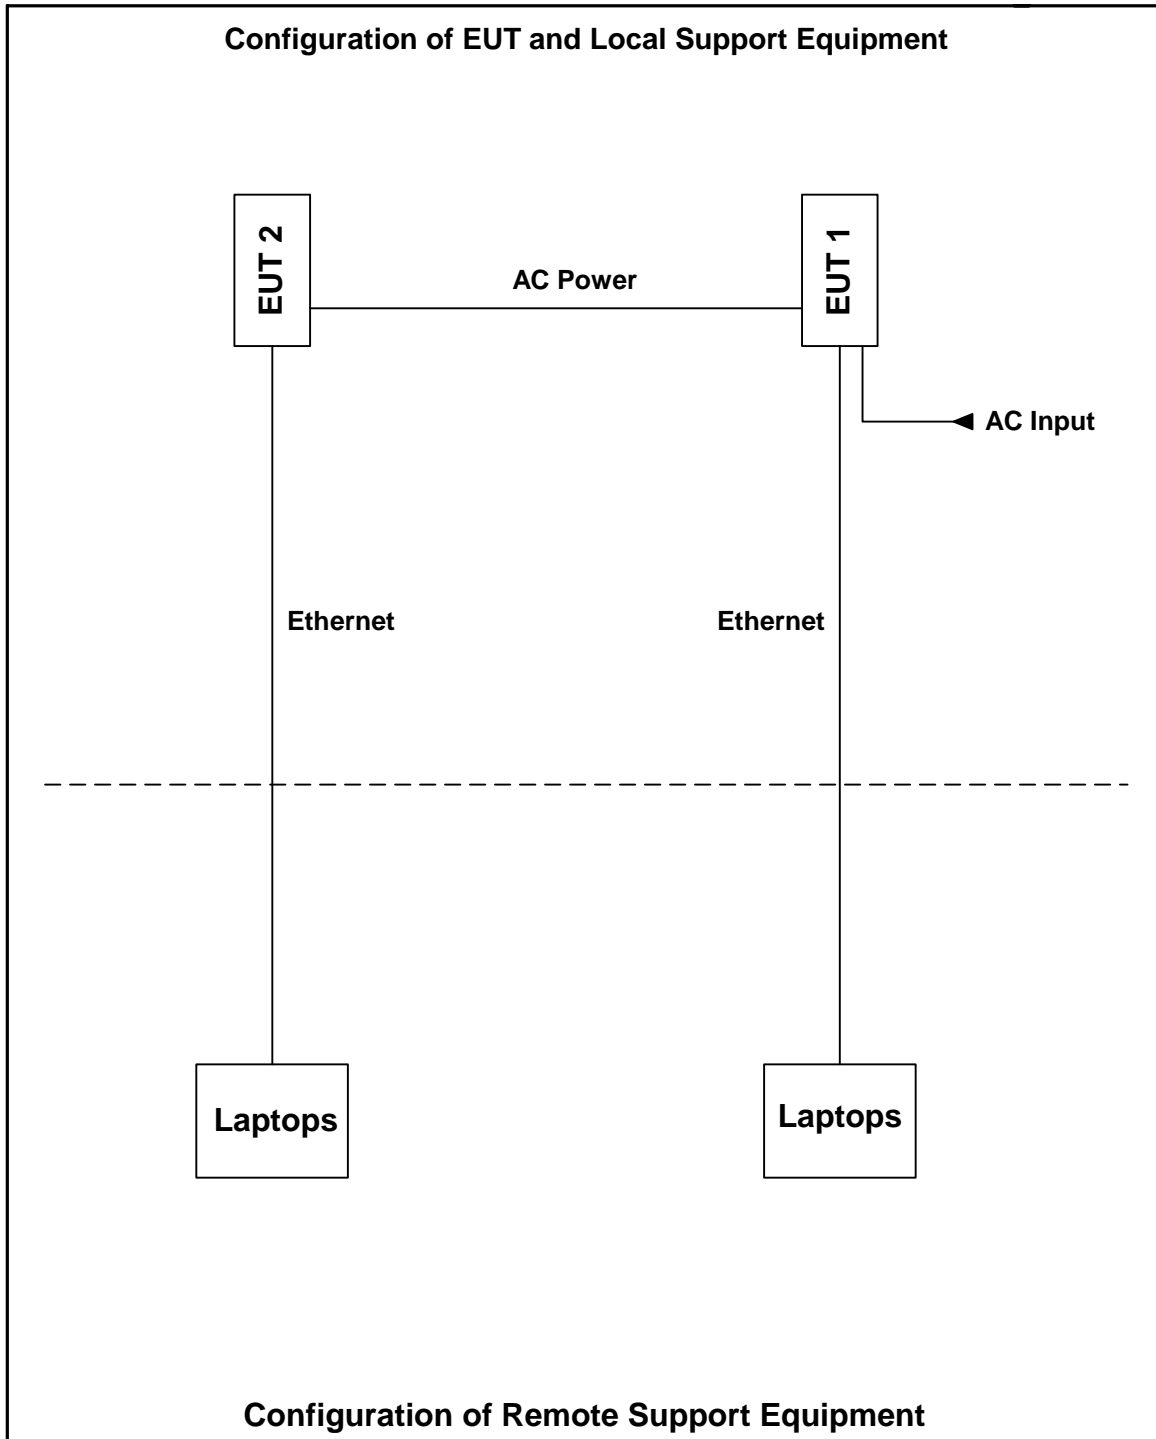 Configuration of EUT and Local Support Equipment
EUT 2
AC Power
EUT 1
AC Input
Ethernet
Ethernet
Laptops
Laptops
Configuration of Remote Support Equipment